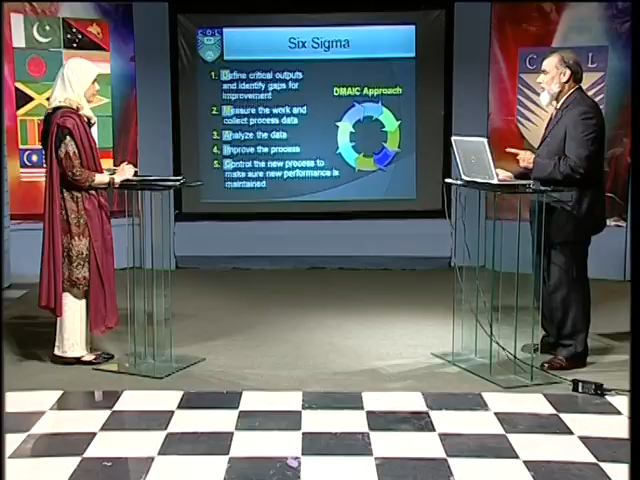 C O L
Six Sigma
1. Define critical outputs
and identify gaps for
improvement
DMAIC Approach
2. Measure the work and
collect process data
3. Analyze the data
4. Improve the process
5. Control the new process to
make sure new performance is
maintained
C O L